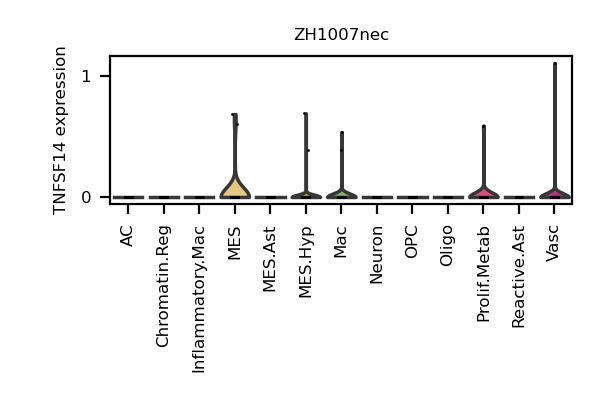 ZH1007nec
TNFSF14 expression
1
0
AC
Chromatin.Reg
Inflammatory.Mac
MES
MES.Ast
MES.Hyp
Mac
Neuron
OPC
Oligo
Prolif.Metab
Reactive.Ast
Vasc